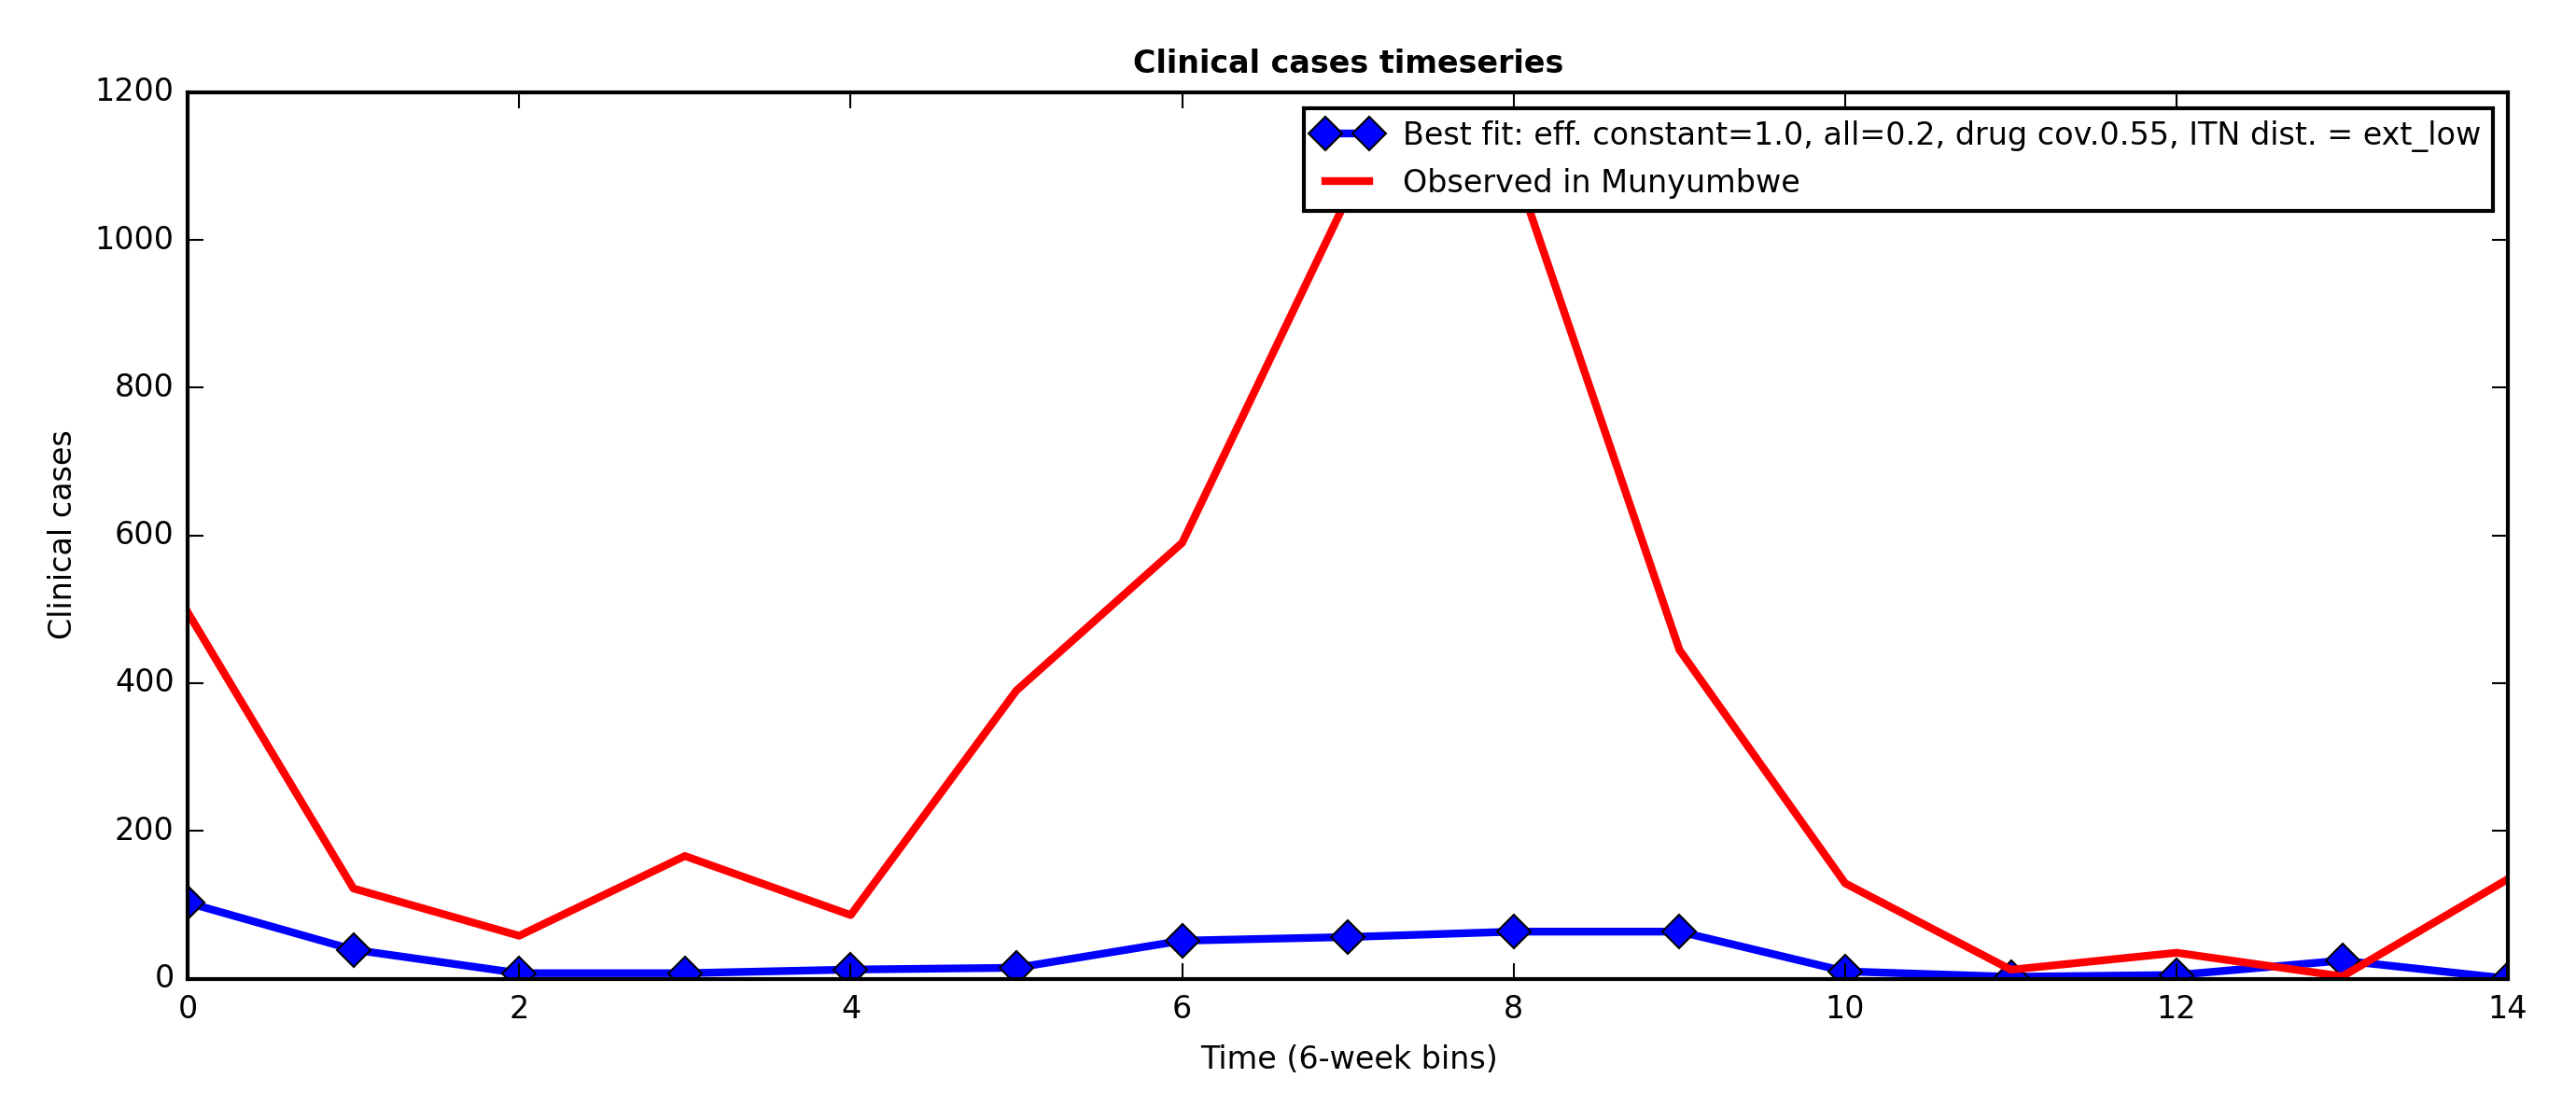 Clinical cases timeseries
1200
1000
800
600
400
200
0
Clinical cases
Best fit: eff. constant=1.0, all=0.2, drug cov.0.55, ITN dist. = ext_low
Observed in Munyumbwe
0 2 4 6 8 10 12 14
Time (6-week bins)